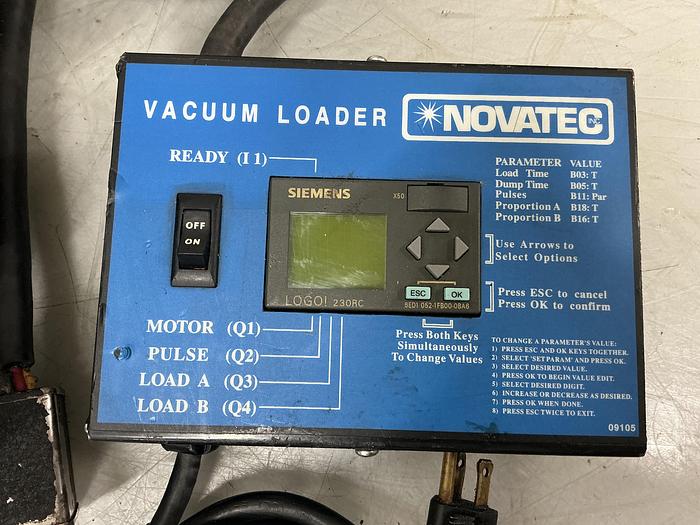 VACUUM LOADER
NOVATEC INC
READY (I 1)
PARAMETER VALUE
Load Time B03: T
Dump Time B05: T
Pulses B11: Par
Proportion A B18: T
Proportion B B16: T
OFF
ON
SIEMENS
X50
Use Arrows to
Select Options
ESC OK
LOGO! 230RC
6ED1 052-1FB00-0BA6
Press ESC to cancel
Press OK to confirm
MOTOR (Q1)
PULSE (Q2)
LOAD A (Q3)
LOAD B (Q4)
Press Both Keys
Simultaneously
To Change Values
TO CHANGE A PARAMETER'S VALUE:
1) PRESS ESC AND OK KEYS TOGETHER.
2) SELECT 'SET PARAM' AND PRESS OK.
3) SELECT DESIRED VALUE.
4) PRESS OK TO BEGIN VALUE EDIT.
5) SELECT DESIRED DIGIT.
6) INCREASE OR DECREASE AS DESIRED.
7) PRESS OK WHEN DONE.
8) PRESS ESC TWICE TO EXIT.
09105